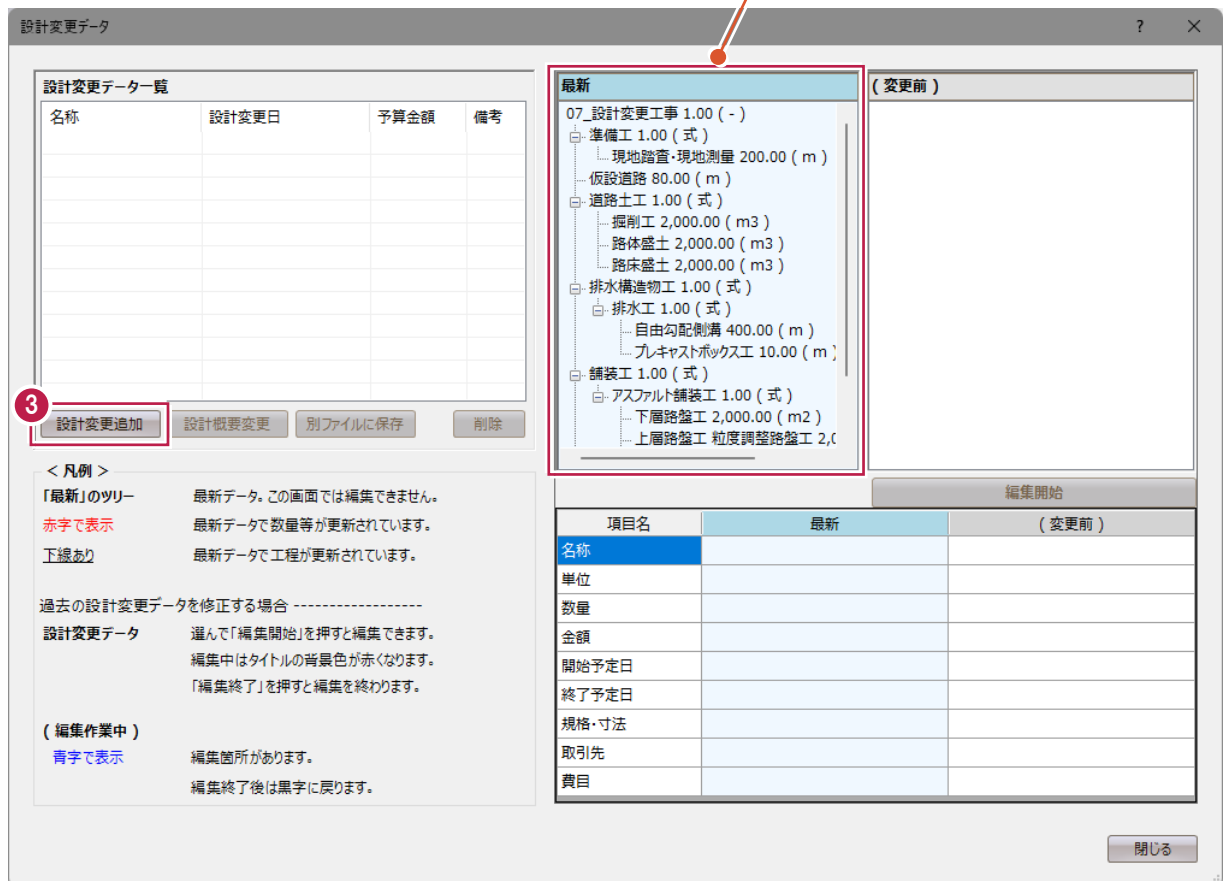 設計変更データ
?
×
設計変更データ一覧
名称 設計変更日 予算金額 備考
3
設計変更追加 設計概要変更 別ファイルに保存 削除
< 凡例 >
「最新」のツリー 最新データ。この画面では編集できません。
赤字で表示 最新データで数量等が更新されています。
下線あり 最新データで工程が更新されています。
過去の設計変更データを修正する場合 ------------------
設計変更データ 選んで「編集開始」を押すと編集できます。
編集中はタイトルの背景色が赤くなります。
「編集終了」を押すと編集を終わります。
( 編集作業中 )
青字で表示 編集箇所があります。
編集終了後は黒字に戻ります。
最新
07_設計変更工事 1.00 ( - )
準備工 1.00 ( 式 )
現地踏査・現地測量 200.00 ( m )
仮設道路 80.00 ( m )
道路土工 1.00 ( 式 )
掘削工 2,000.00 ( m3 )
路体盛土 2,000.00 ( m3 )
路床盛土 2,000.00 ( m3 )
排水構造物工 1.00 ( 式 )
排水工 1.00 ( 式 )
自由勾配側溝 400.00 ( m )
プレキャストボックス工 10.00 ( m )
舗装工 1.00 ( 式 )
アスファルト舗装工 1.00 ( 式 )
下層路盤工 2,000.00 ( m2 )
上層路盤工 粒度調整路盤工 2,0
( 変更前 )
編集開始
項目名 最新 ( 変更前 )
名称
単位
数量
金額
開始予定日
終了予定日
規格・寸法
取引先
費目
閉じる